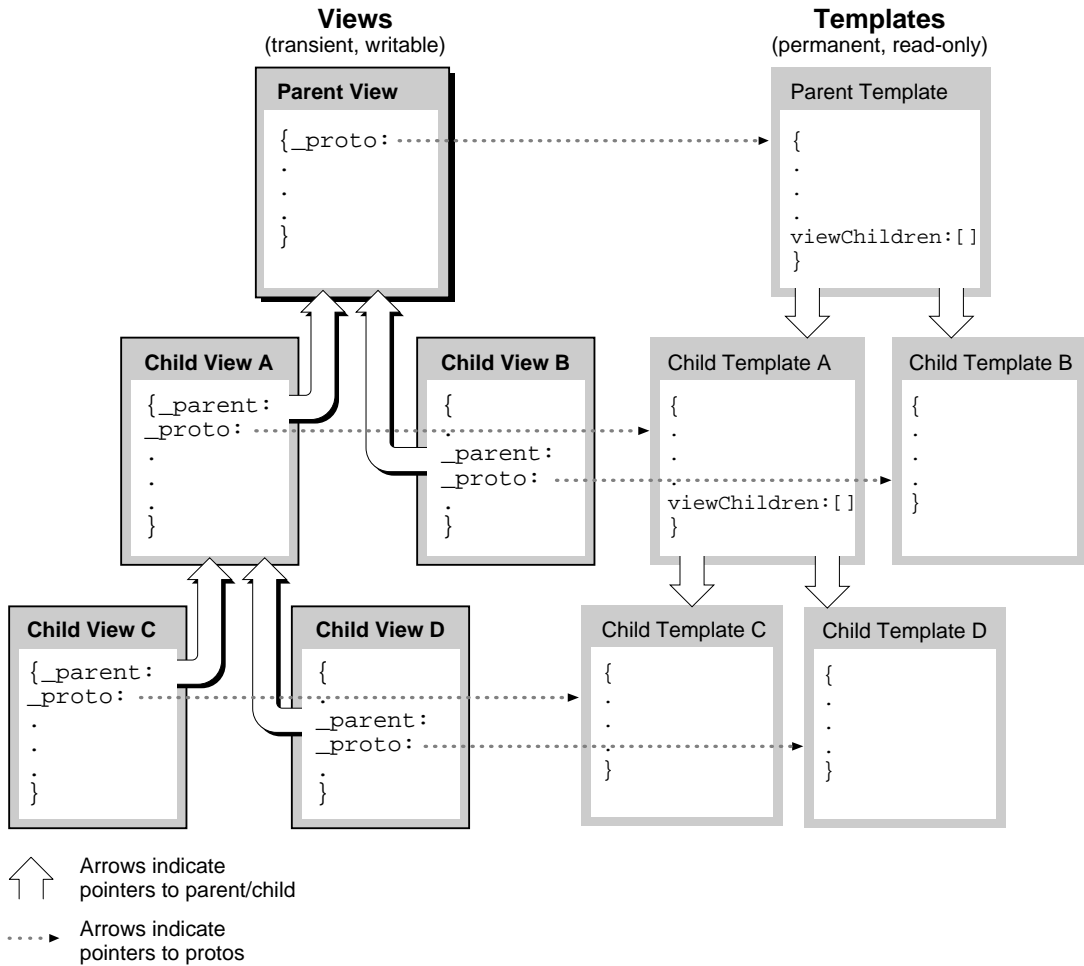 Views
(transient, writable)
Templates
(permanent, read-only)
Parent View
{_proto:
.
.
.
}
Parent Template
{
.
.
.
viewChildren:[]
}
Child View A
{_parent:
_proto:
.
.
.
}
Child View B
{
.
_parent:
_proto:
.
}
Child Template A
{
.
.
.
viewChildren:[]
}
Child Template B
{
.
.
.
}
Child View C
{_parent:
_proto:
.
.
.
}
Child View D
{
.
_parent:
_proto:
.
}
Child Template C
{
.
.
.
}
Child Template D
{
.
.
.
}
Arrows indicate
pointers to parent/child
Arrows indicate
pointers to protos